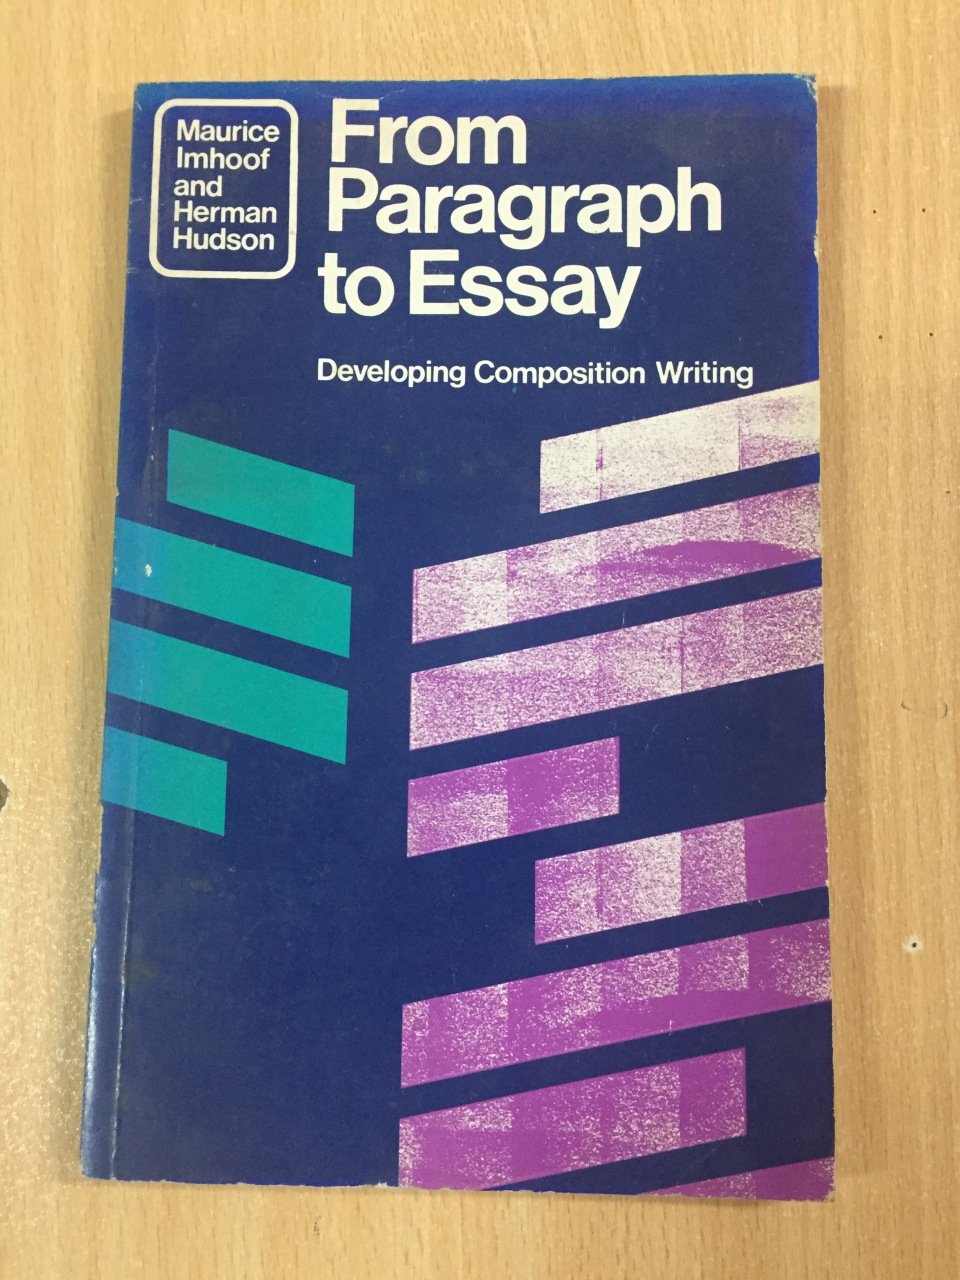 Maurice
Imhoof
and
Herman
Hudson
From
Paragraph
to Essay
Developing Composition Writing